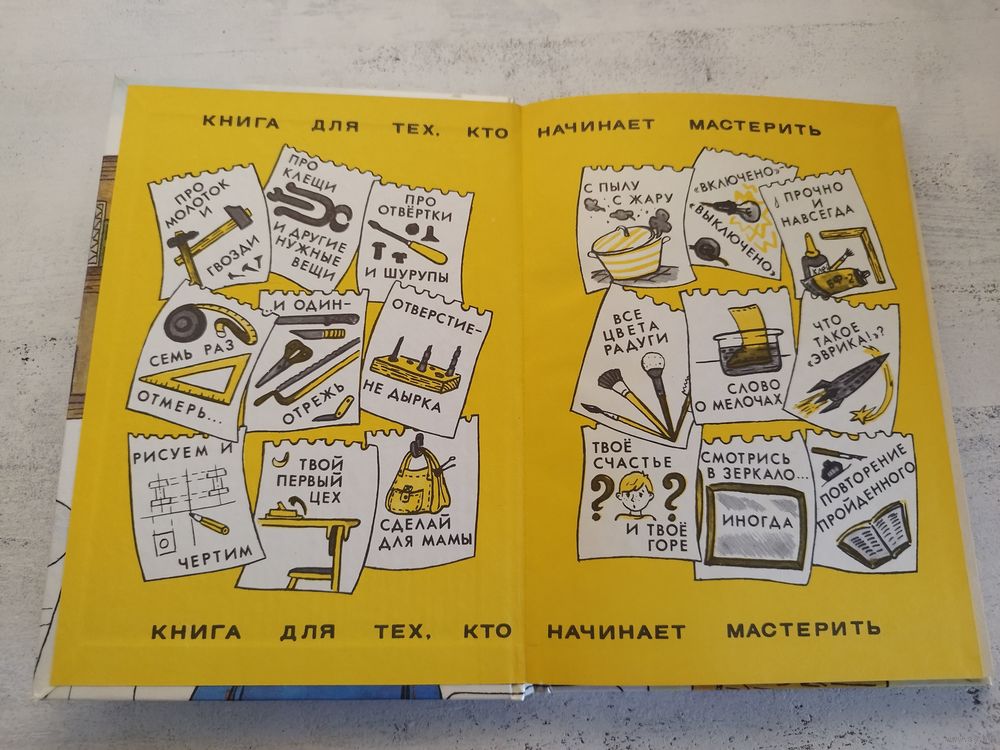 КНИГА ДЛЯ ТЕХ, КТО НАЧИНАЕТ МАСТЕРИТЬ
ПРО
МОЛОТОК
И
ГВОЗДИ
ПРО
КЛЕЩИ
И ДРУГИЕ
НУЖНЫЕ
ВЕЩИ
ПРО
ОТВЁРТКИ
И ШУРУПЫ
СЕМЬ РАЗ
ОТМЕРЬ...
...И ОДИН-
ОТРЕЖЬ
ОТВЕРСТИЕ-
НЕ ДЫРКА
РИСУЕМ И
ЧЕРТИМ
ТВОЙ
ПЕРВЫЙ
ЦЕХ
СДЕЛАЙ
ДЛЯ МАМЫ
С ПЫЛУ
С ЖАРУ
«ВКЛЮЧЕНО»
«ВЫКЛЮЧЕНО»
ПРОЧНО
И
НАВСЕГДА
БФ-2
ВСЕ
ЦВЕТА
РАДУГИ
СЛОВО
О МЕЛОЧАХ
ЧТО
ТАКОЕ
«ЭВРИКА!»?
ТВОЁ
СЧАСТЬЕ
? ?
И ТВОЁ
ГОРЕ
СМОТРИСЬ
В ЗЕРКАЛО...
ИНОГДА
ПОВТОРЕНИЕ
ПРОЙДЕННОГО
КНИГА ДЛЯ ТЕХ, КТО НАЧИНАЕТ МАСТЕРИТЬ